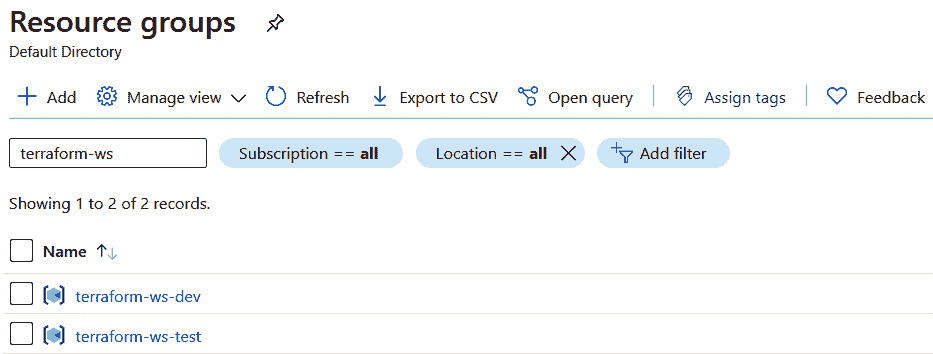 Resource groups
Default Directory
Add Manage view Refresh Export to CSV Open query Assign tags Feedback
terraform-ws Subscription == all Location == all Add filter
Showing 1 to 2 of 2 records.
Name
terraform-ws-dev
terraform-ws-test